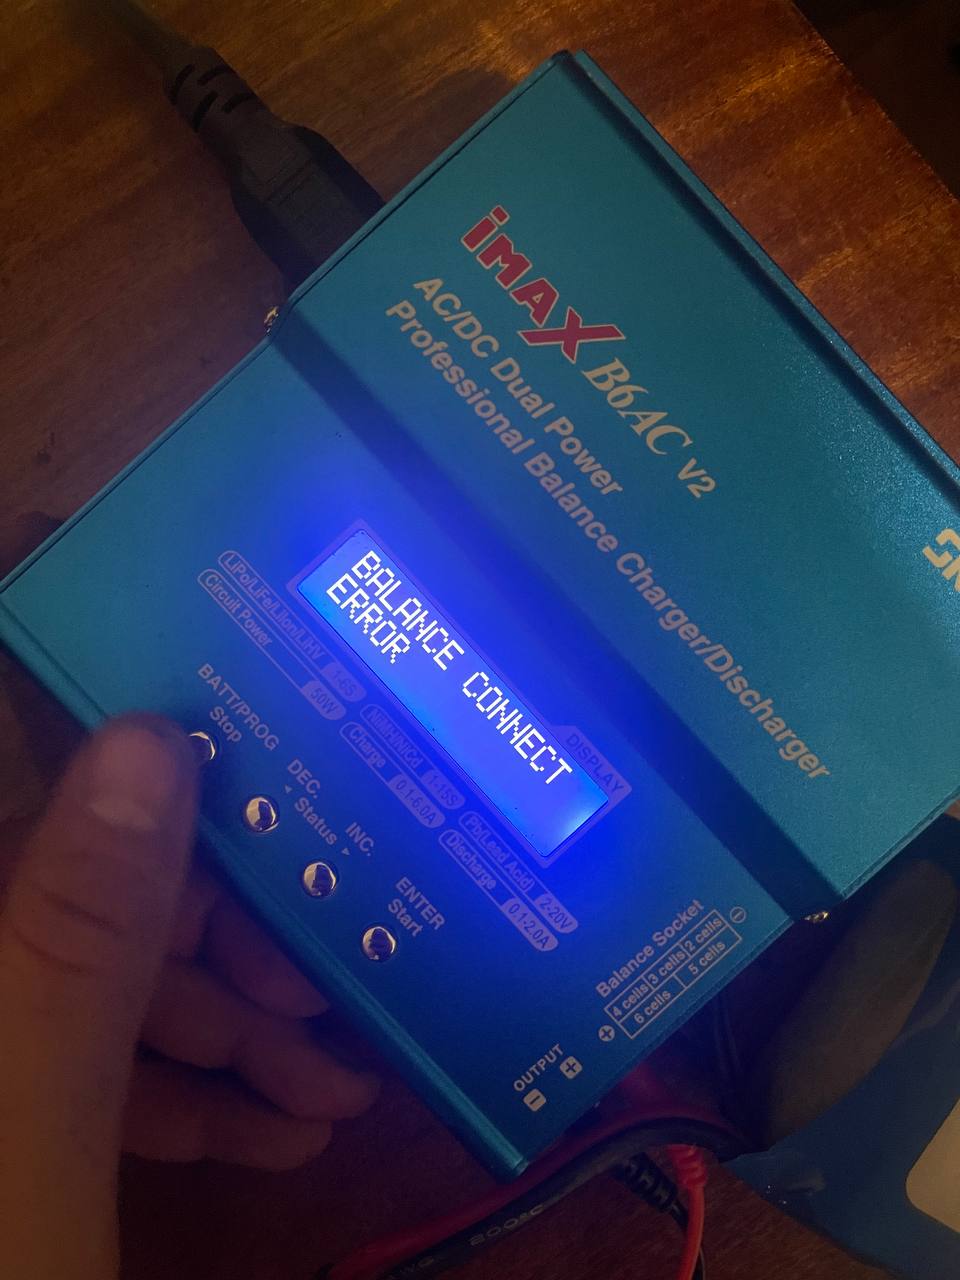 iMAX B6AC V2
AC/DC Dual Power
Professional Balance Charger/Discharger
BALANCE CONNECT
ERROR
DISPLAY
LiPo/LiFe/LiIon/LiHV 1-6S
Circuit Power 50W
NiMH/NiCd 1-15S
Charge 0.1-6.0A
Pb(Lead Acid) 2-20V
Discharge 0.1-2.0A
BATT/PROG
Stop
DEC.
◄ Status ►
INC.
ENTER
Start
Balance Socket
4 cells 3 cells 2 cells
6 cells 5 cells
OUTPUT
200°C